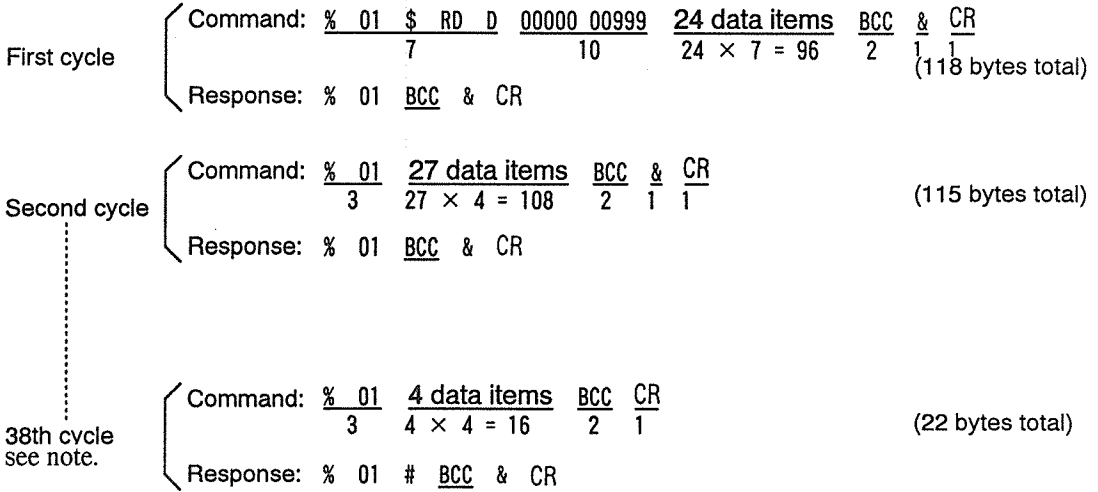 Command: % 01 $ RD D 00000 00999 24 data items BCC & CR
7 10 24 × 7 = 96 2 1 1
First cycle
(118 bytes total)
Response: % 01 BCC & CR
Command: % 01 27 data items BCC & CR
3 27 × 4 = 108 2 1 1
(115 bytes total)
Second cycle
Response: % 01 BCC & CR
Command: % 01 4 data items BCC CR
3 4 × 4 = 16 2 1
(22 bytes total)
38th cycle
see note.
Response: % 01 # BCC & CR